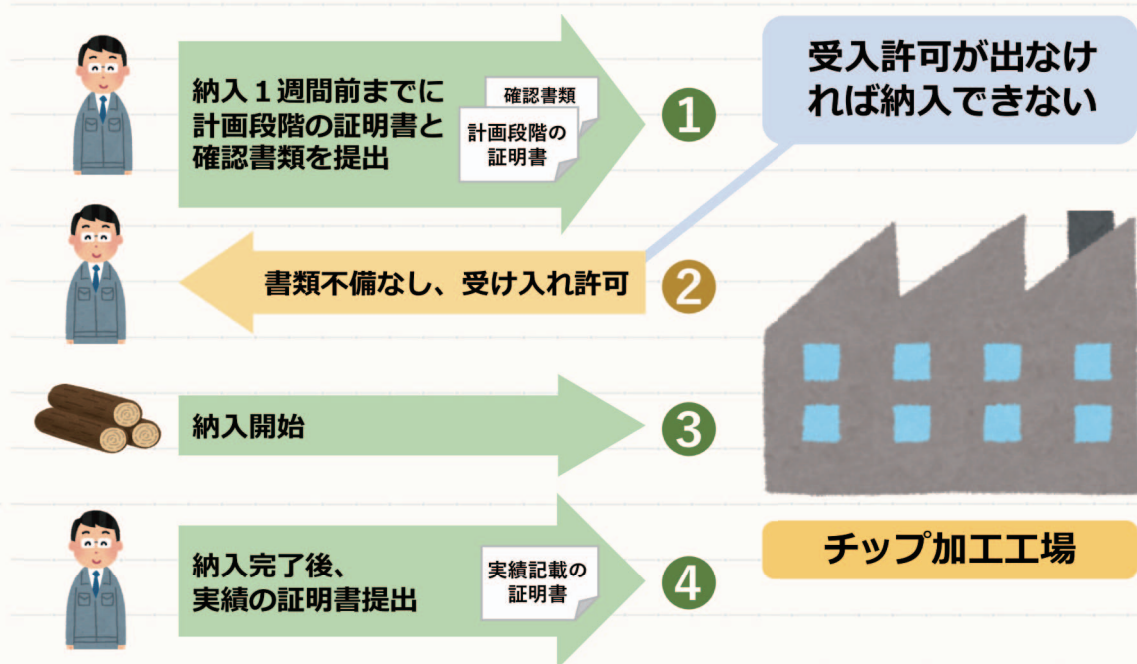 納入１週間前までに
計画段階の証明書と
確認書類を提出
確認書類
計画段階の
証明書
1
受入許可が出なけ
れば納入できない
書類不備なし、受け入れ許可
2
納入開始
3
納入完了後、
実績の証明書提出
実績記載の
証明書
4
チップ加工工場